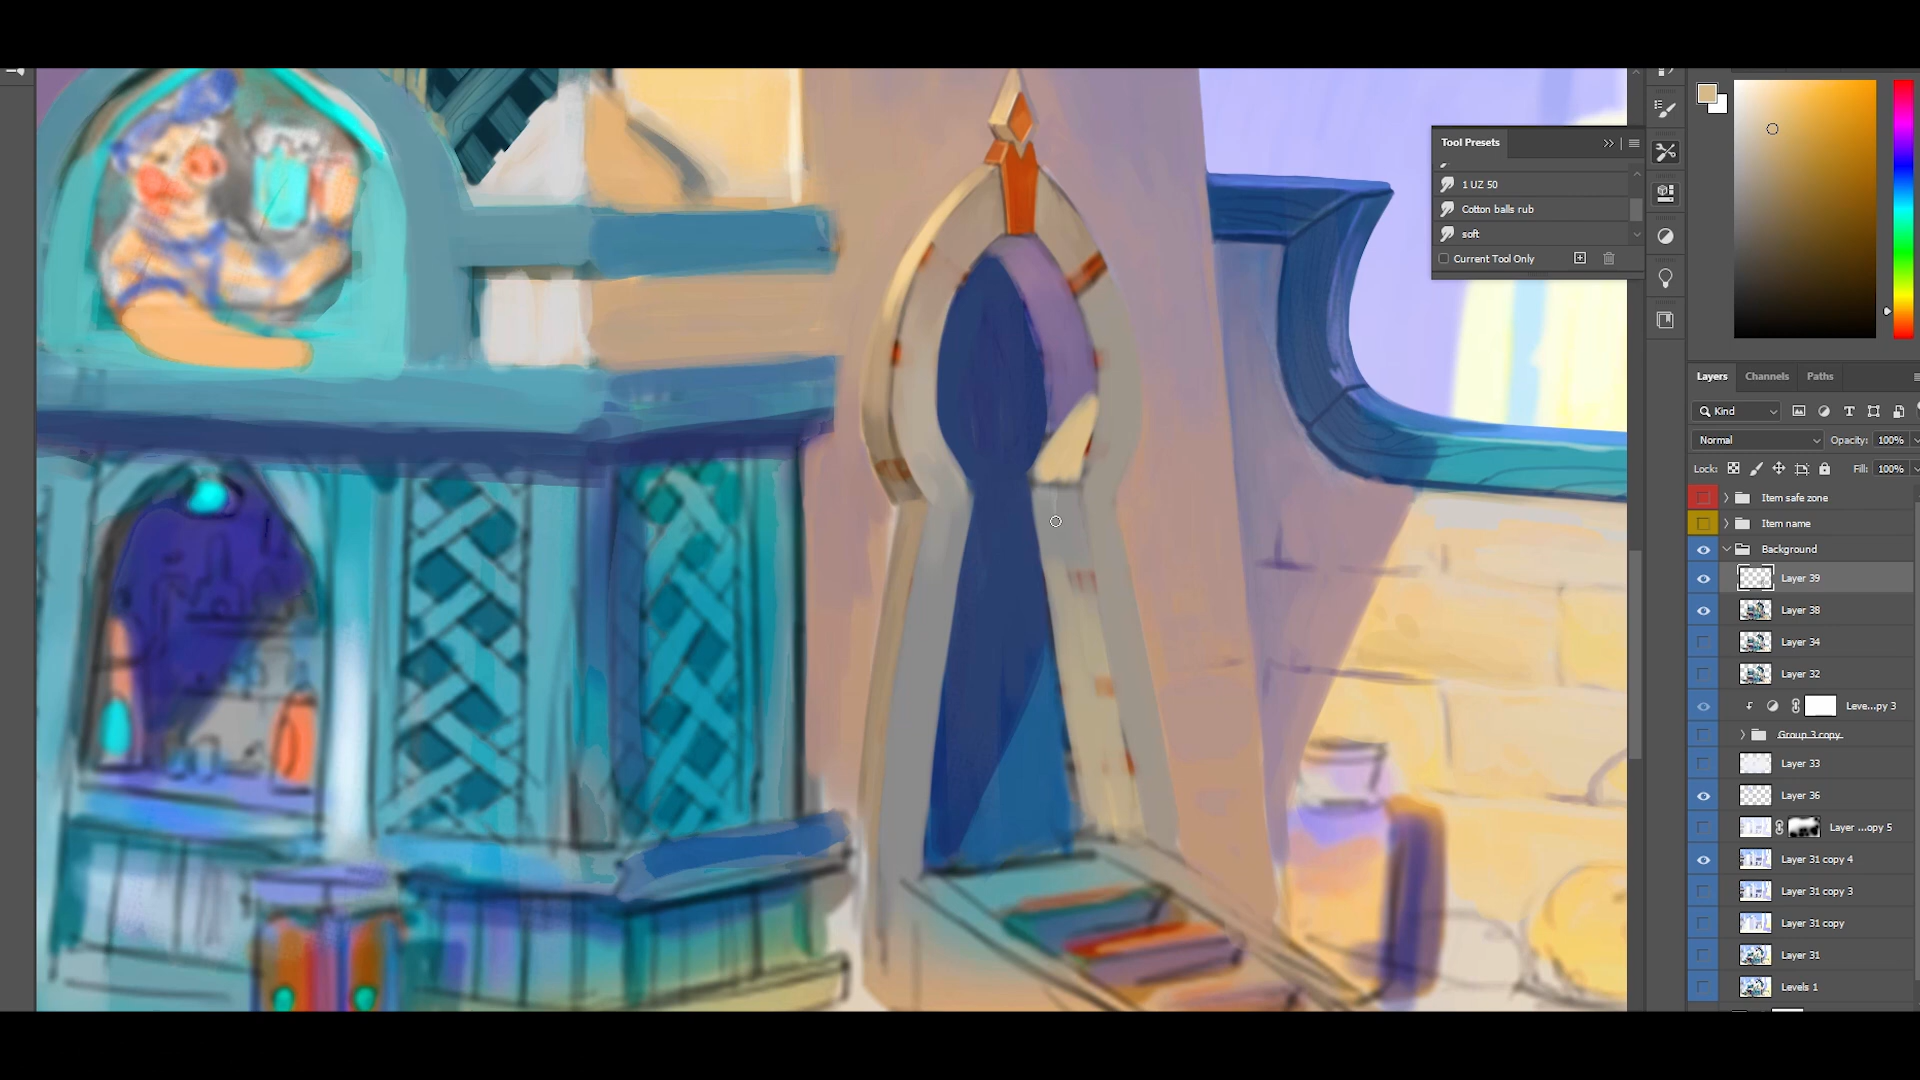 Tool Presets
1 UZ 50
Cotton balls rub
soft
Current Tool Only
Layers Channels Paths
Kind
Normal Opacity: 100%
Lock: Fill: 100%
Item safe zone
Item name
Background
Layer 39
Layer 38
Layer 34
Layer 32
Leve...py 3
Group 3 copy
Layer 33
Layer 36
Layer ...opy 5
Layer 31 copy 4
Layer 31 copy 3
Layer 31 copy
Layer 31
Levels 1